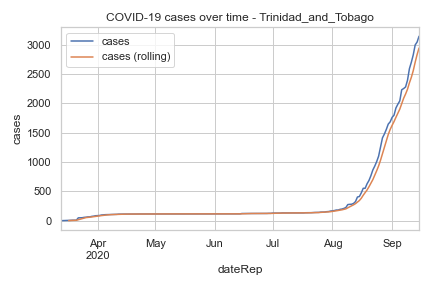 COVID-19 cases over time - Trinidad_and_Tobago
cases
cases (rolling)
cases
3000
2500
2000
1500
1000
500
0
Apr May Jun Jul Aug Sep
2020
dateRep